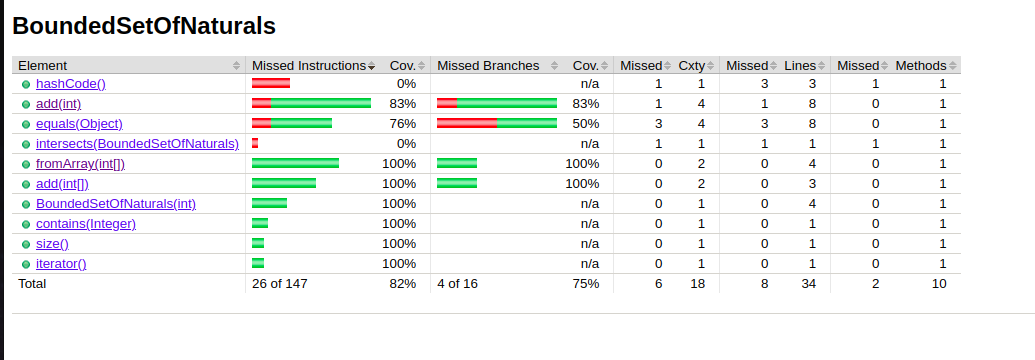 BoundedSetOfNaturals
Element Missed Instructions Cov. Missed Branches Cov. Missed Cxty Missed Lines Missed Methods
hashCode() 0% n/a 1 1 3 3 1 1
add(int) 83% 83% 1 4 1 8 0 1
equals(Object) 76% 50% 3 4 3 8 0 1
intersects(BoundedSetOfNaturals) 0% n/a 1 1 1 1 1 1
fromArray(int[]) 100% 100% 0 2 0 4 0 1
add(int[]) 100% 100% 0 2 0 3 0 1
BoundedSetOfNaturals(int) 100% n/a 0 1 0 4 0 1
contains(Integer) 100% n/a 0 1 0 1 0 1
size() 100% n/a 0 1 0 1 0 1
iterator() 100% n/a 0 1 0 1 0 1
Total 26 of 147 82% 4 of 16 75% 6 18 8 34 2 10